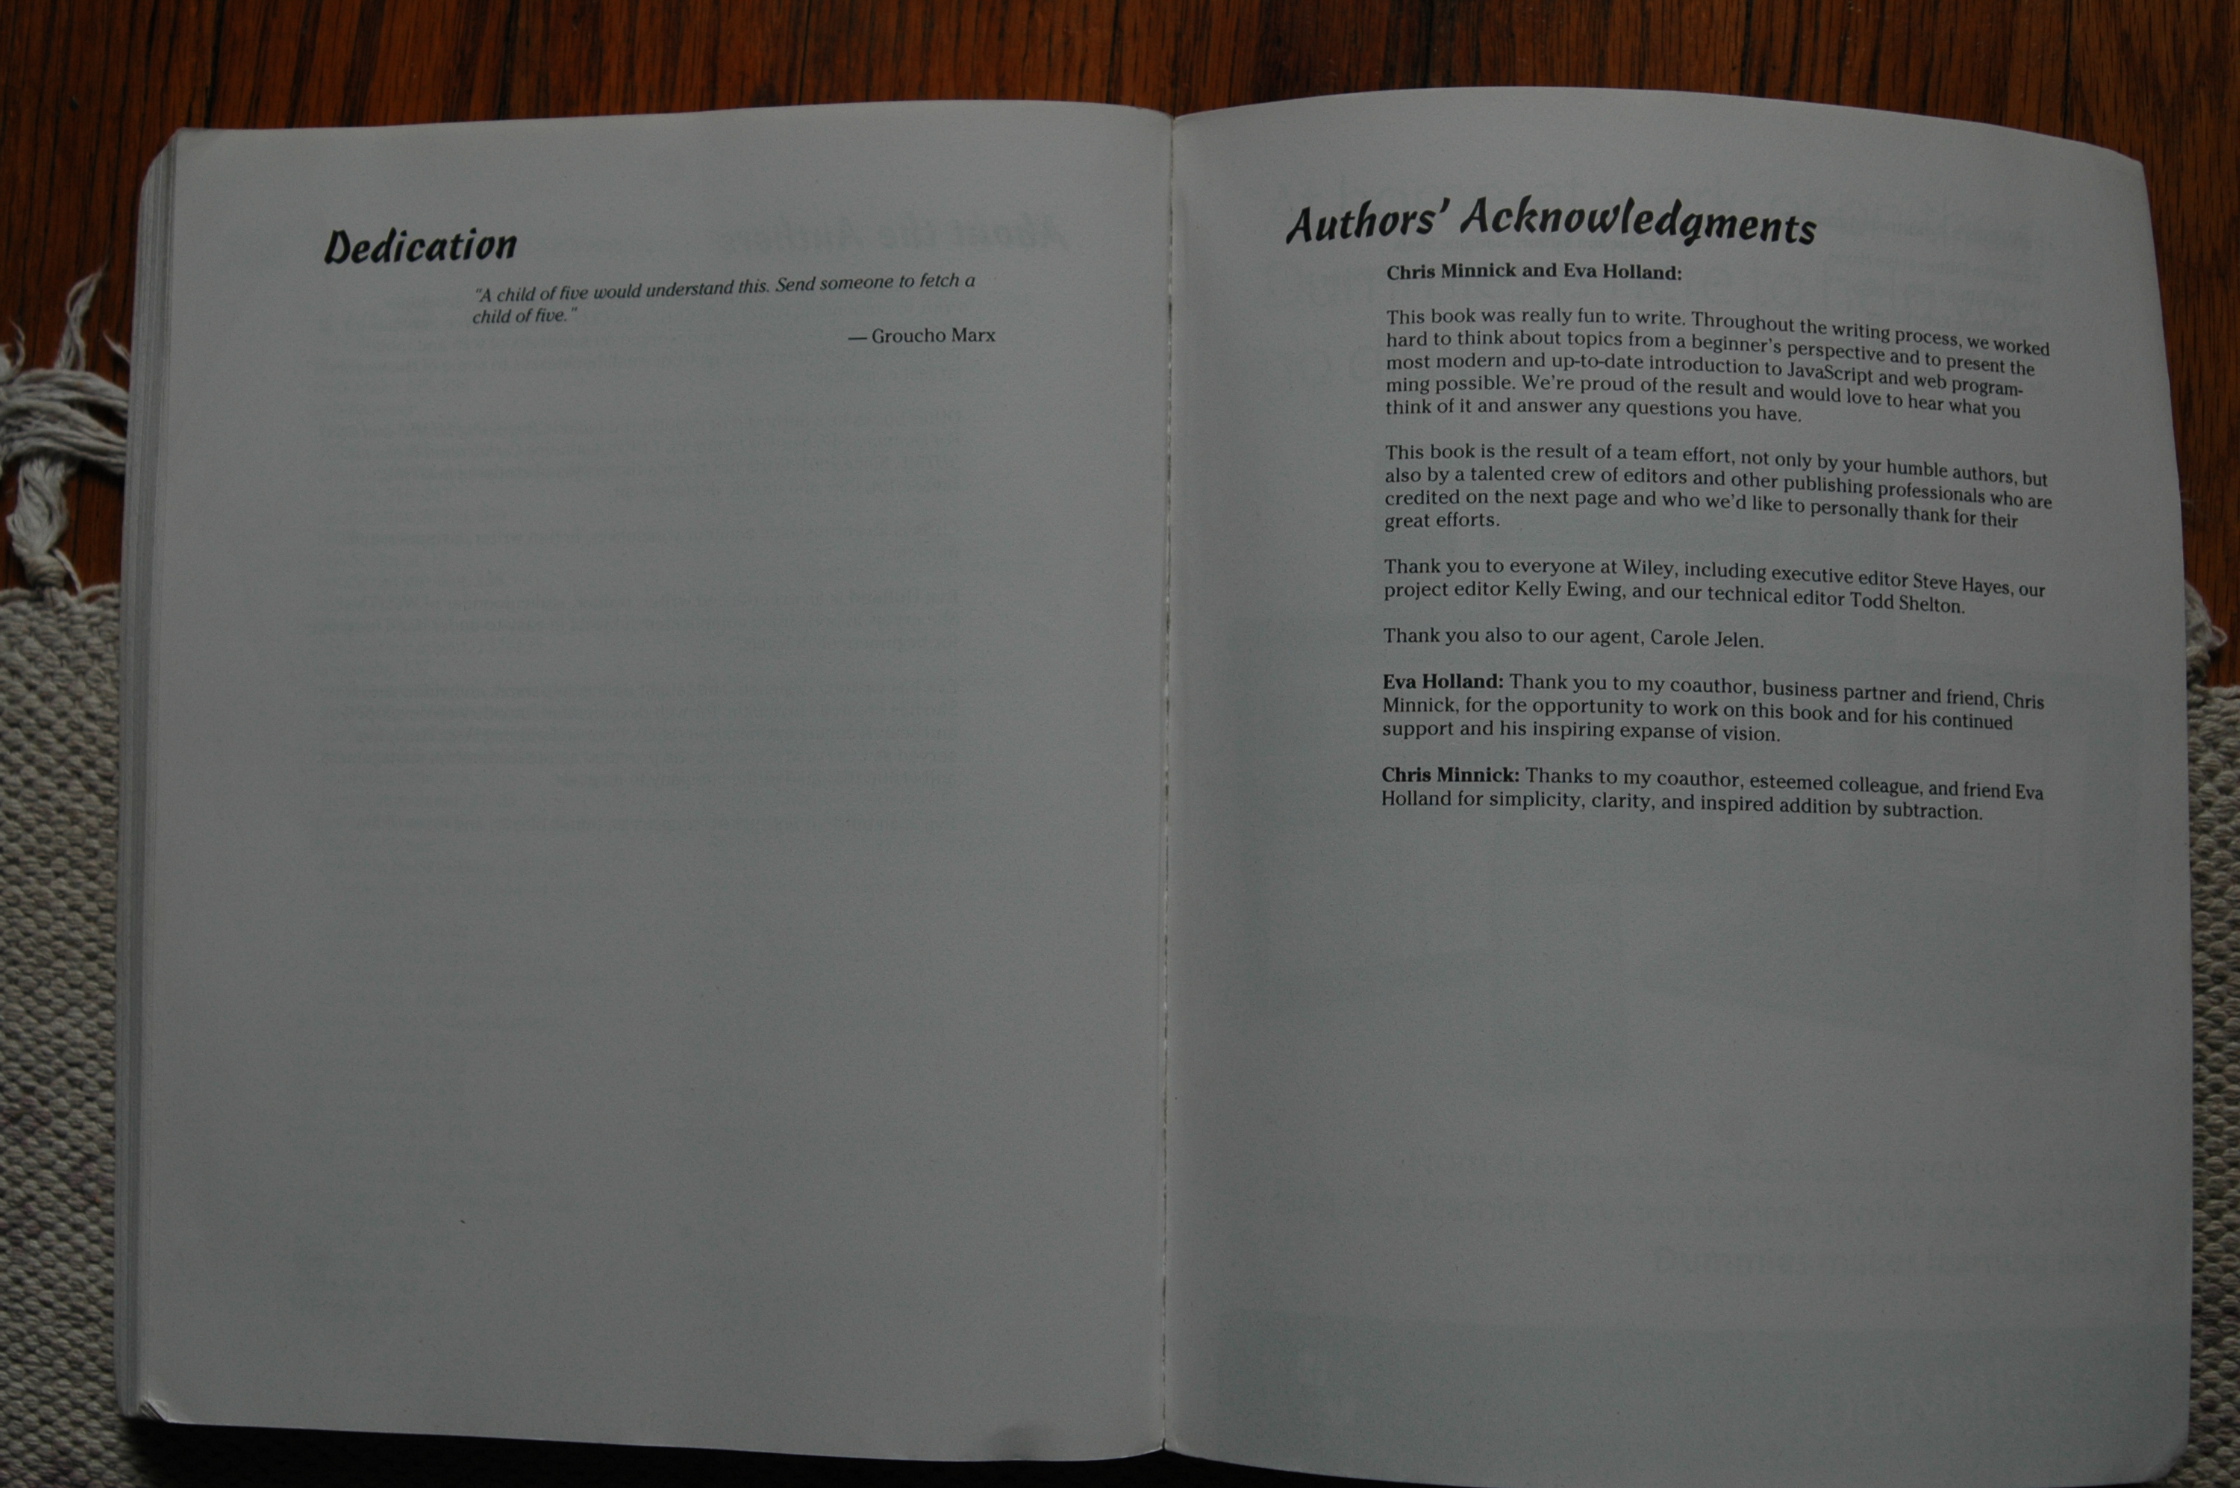 Dedication
"A child of five would understand this. Send someone to fetch a
child of five."
— Groucho Marx
Authors' Acknowledgments
Chris Minnick and Eva Holland:
This book was really fun to write. Throughout the writing process, we worked
hard to think about topics from a beginner's perspective and to present the
most modern and up-to-date introduction to JavaScript and web program-
ming possible. We're proud of the result and would love to hear what you
think of it and answer any questions you have.
This book is the result of a team effort, not only by your humble authors, but
also by a talented crew of editors and other publishing professionals who are
credited on the next page and who we'd like to personally thank for their
great efforts.
Thank you to everyone at Wiley, including executive editor Steve Hayes, our
project editor Kelly Ewing, and our technical editor Todd Shelton.
Thank you also to our agent, Carole Jelen.
Eva Holland: Thank you to my coauthor, business partner and friend, Chris
Minnick, for the opportunity to work on this book and for his continued
support and his inspiring expanse of vision.
Chris Minnick: Thanks to my coauthor, esteemed colleague, and friend Eva
Holland for simplicity, clarity, and inspired addition by subtraction.